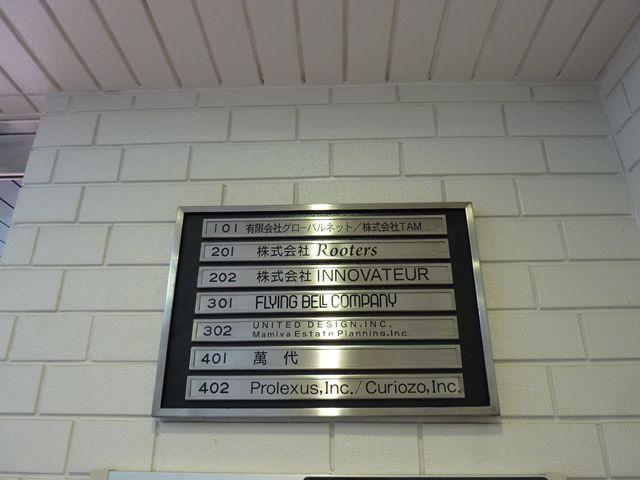 101 有限会社グローバルネット／株式会社TAM
201 株式会社 Rooters
202 株式会社 INNOVATEUR
301 FLYING BELL COMPANY
302 UNITED DESIGN,INC.
Mamiya Estate Planning,Inc.
401 萬代
402 Prolexus,Inc./Curiozo,Inc.